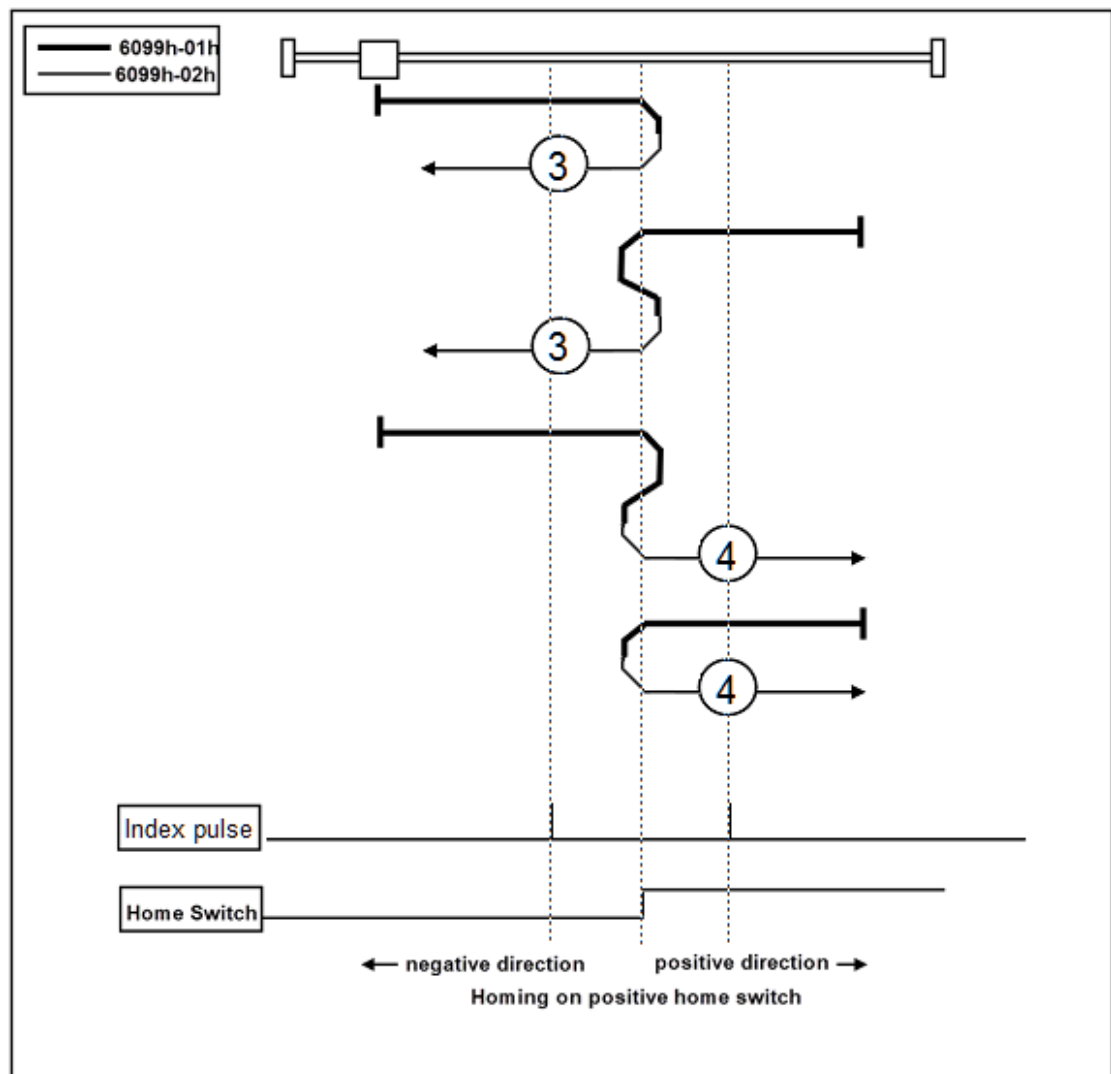 6099h-01h
6099h-02h
3
3
4
4
Index pulse
Home Switch
negative direction
positive direction
Homing on positive home switch